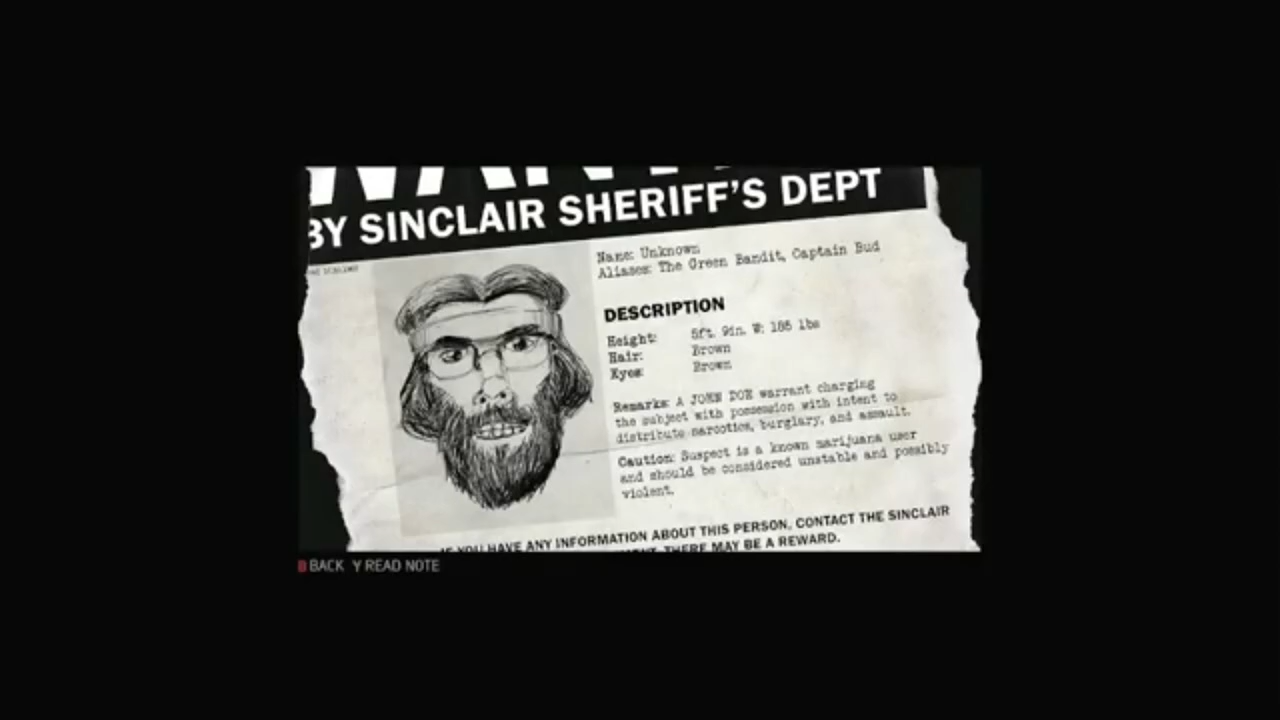 BY SINCLAIR SHERIFF'S DEPT
Name: Unknown
Aliases: The Green Bandit, Captain Bud
DESCRIPTION
Height: 5ft. 9in. W: 185 lbs
Hair: Brown
Eyes: Brown
Remarks: A JOHN DOE warrant charging
the subject with possession with intent to
distribute narcotics, burglary, and assault.
Caution: Suspect is a known marijuana user
and should be considered unstable and possibly
violent.
IF YOU HAVE ANY INFORMATION ABOUT THIS PERSON, CONTACT THE SINCLAIR
THERE MAY BE A REWARD.
B BACK Y READ NOTE